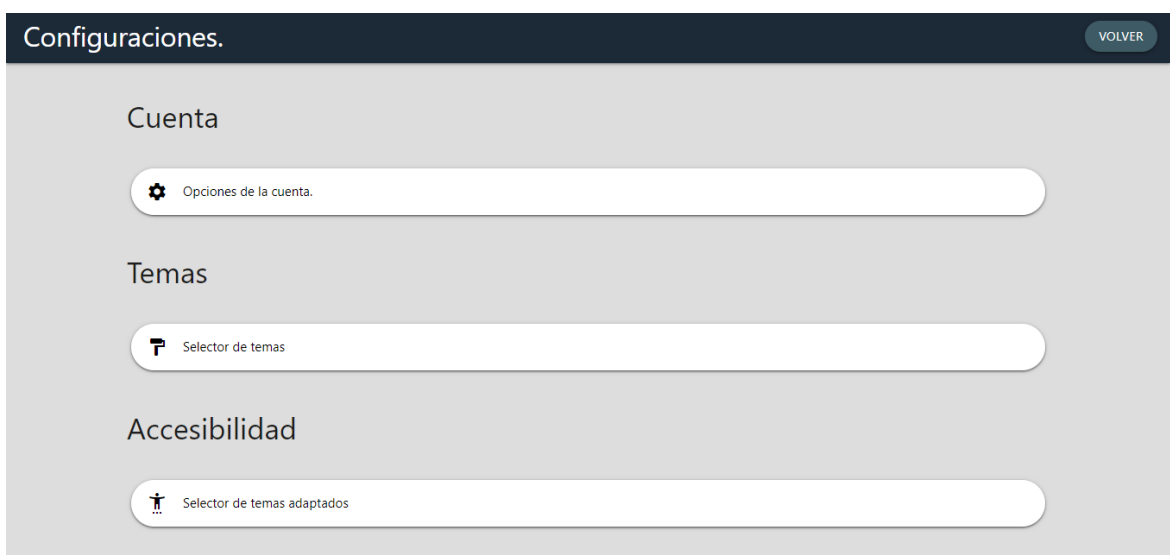 Configuraciones.
VOLVER
Cuenta
Opciones de la cuenta.
Temas
Selector de temas
Accesibilidad
Selector de temas adaptados